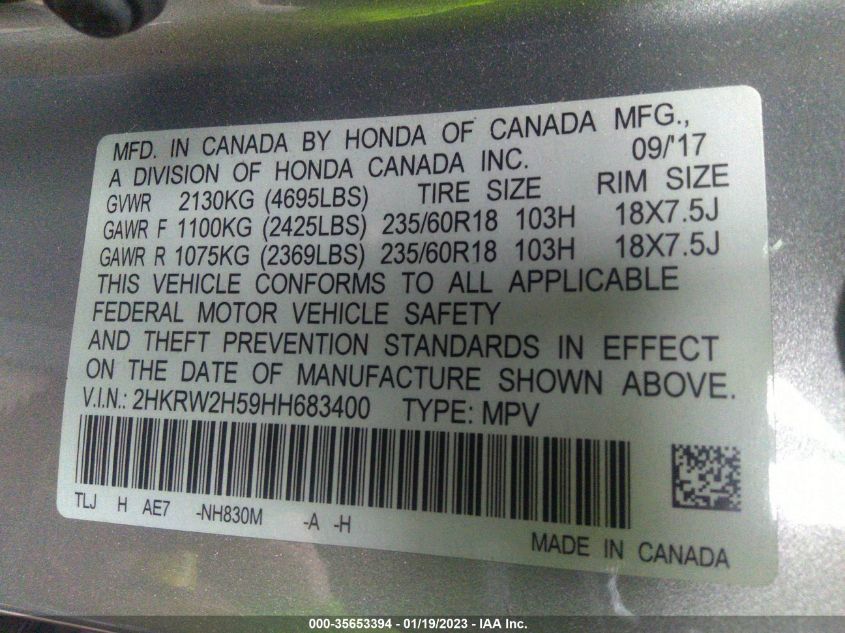 MFD. IN CANADA BY HONDA OF CANADA MFG.,
A DIVISION OF HONDA CANADA INC. 09/'17
GVWR 2130KG (4695LBS) TIRE SIZE RIM SIZE
GAWR F 1100KG (2425LBS) 235/60R18 103H 18X7.5J
GAWR R 1075KG (2369LBS) 235/60R18 103H 18X7.5J
THIS VEHICLE CONFORMS TO ALL APPLICABLE
FEDERAL MOTOR VEHICLE SAFETY
AND THEFT PREVENTION STANDARDS IN EFFECT
ON THE DATE OF MANUFACTURE SHOWN ABOVE.
V.I.N.: 2HKRW2H59HH683400 TYPE: MPV
TLJ H AE7 -NH830M -A -H
MADE IN CANADA
000-35653394 - 01/19/2023 - IAA Inc.